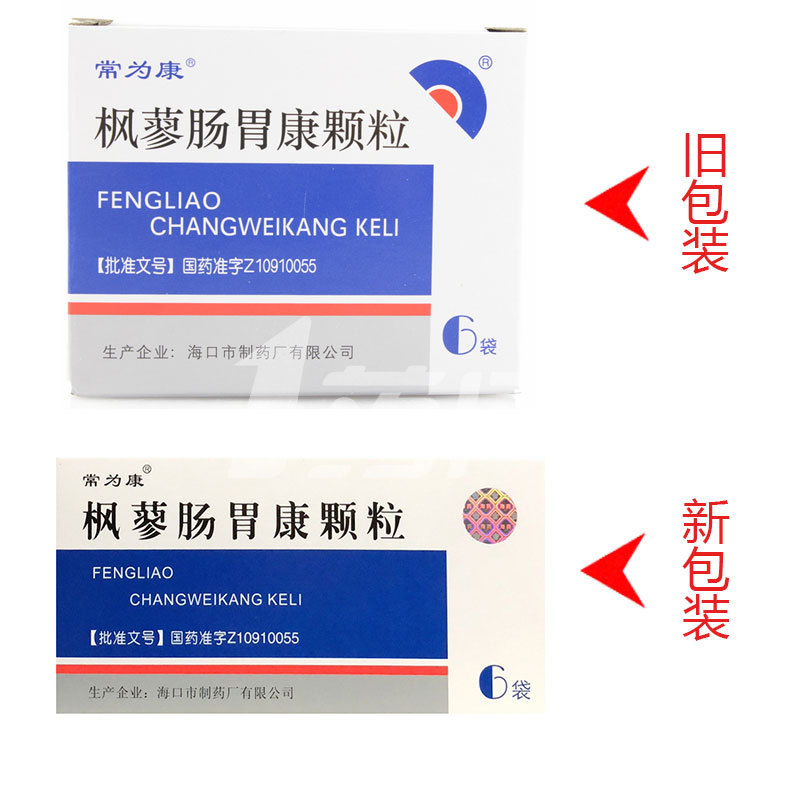 常为康®
®
枫蓼肠胃康颗粒
FENGLIAO
CHANGWEIKANG KELI
【批准文号】国药准字Z10910055
生产企业：海口市制药厂有限公司
6袋
旧包装
常为康®
枫蓼肠胃康颗粒
FENGLIAO
CHANGWEIKANG KELI
【批准文号】国药准字Z10910055
生产企业：海口市制药厂有限公司
6袋
新包装